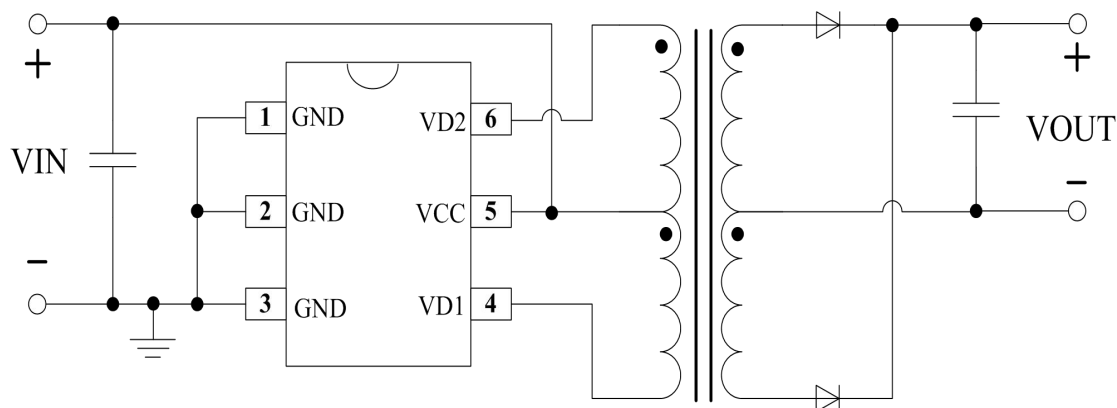 +
+
1 GND
VD2 6
VIN
VOUT
2 GND
VCC 5
-
-
3 GND
VD1 4